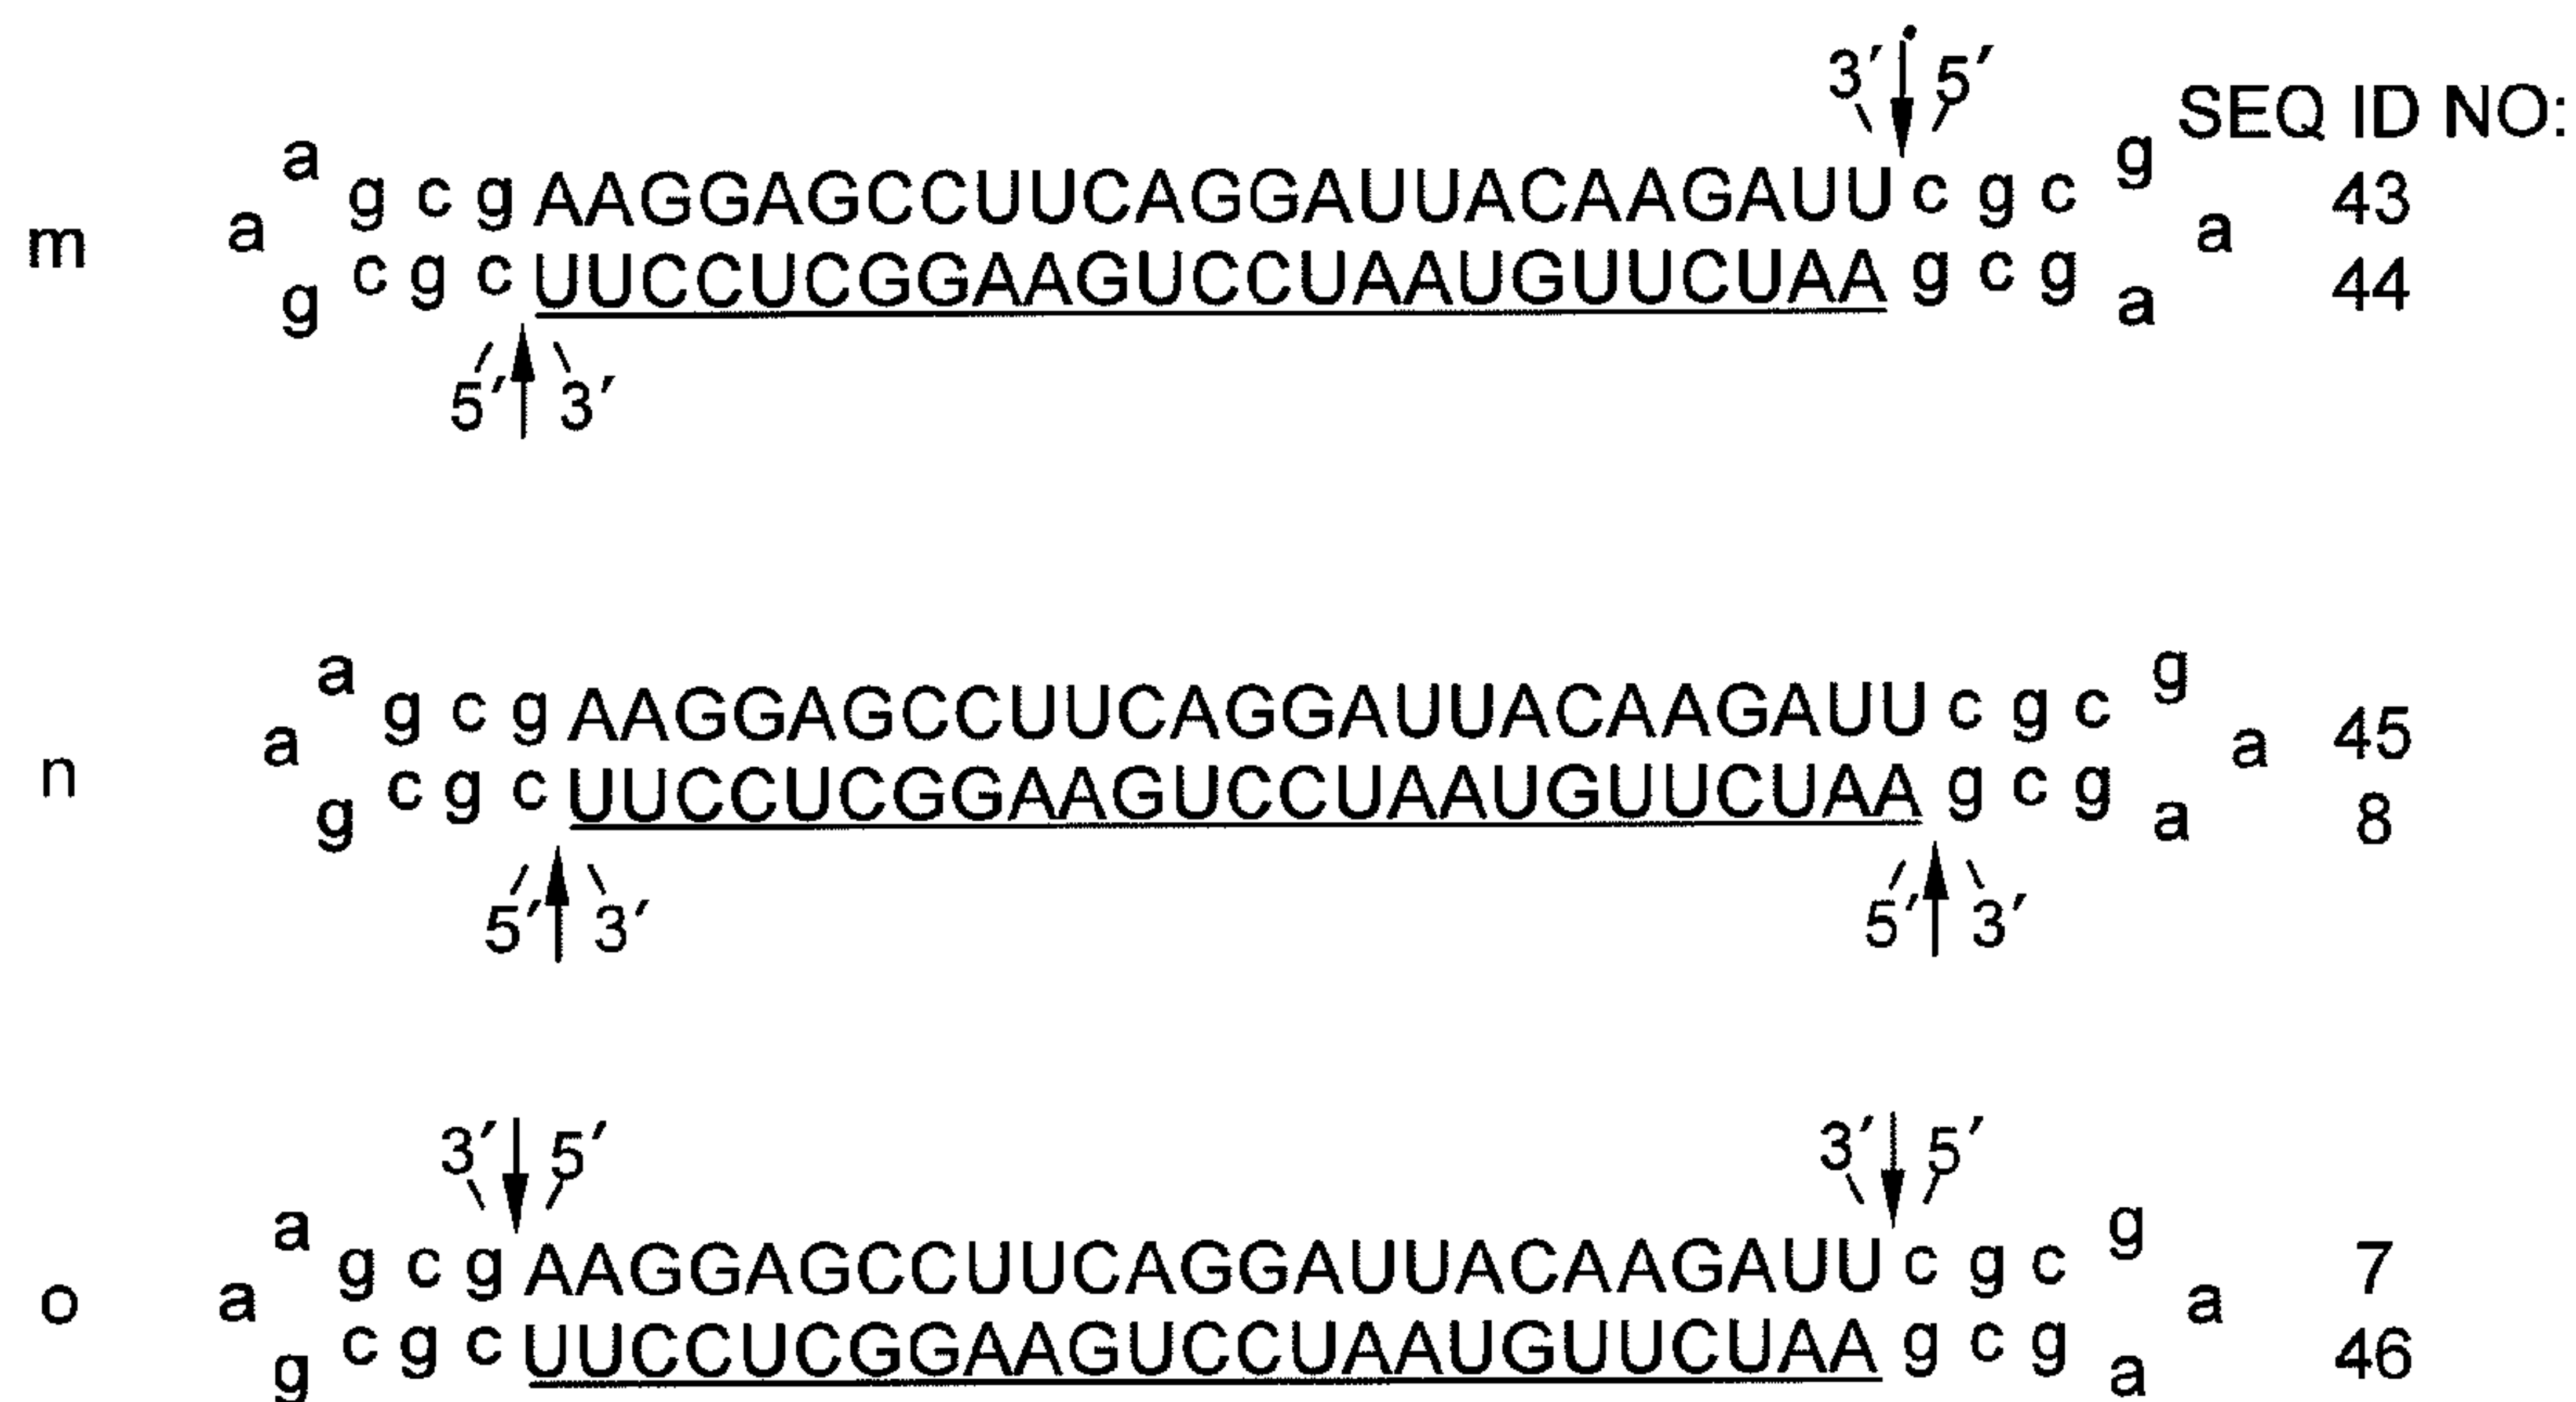 3′ 5′ SEQ ID NO:
a g
m a g c g AAGGAGCCUUCAGGAUUACAAGAUU c g c a 43
g c g c UUCCUCGGAAGUCCUAAUGUUCUAA g c g a 44
5′ 3′
a g
n a g c g AAGGAGCCUUCAGGAUUACAAGAUU c g c a 45
g c g c UUCCUCGGAAGUCCUAAUGUUCUAA g c g a 8
5′ 3′ 5′ 3′
3′ 5′ 3′ 5′
a g
o a g c g AAGGAGCCUUCAGGAUUACAAGAUU c g c a 7
g c g c UUCCUCGGAAGUCCUAAUGUUCUAA g c g a 46